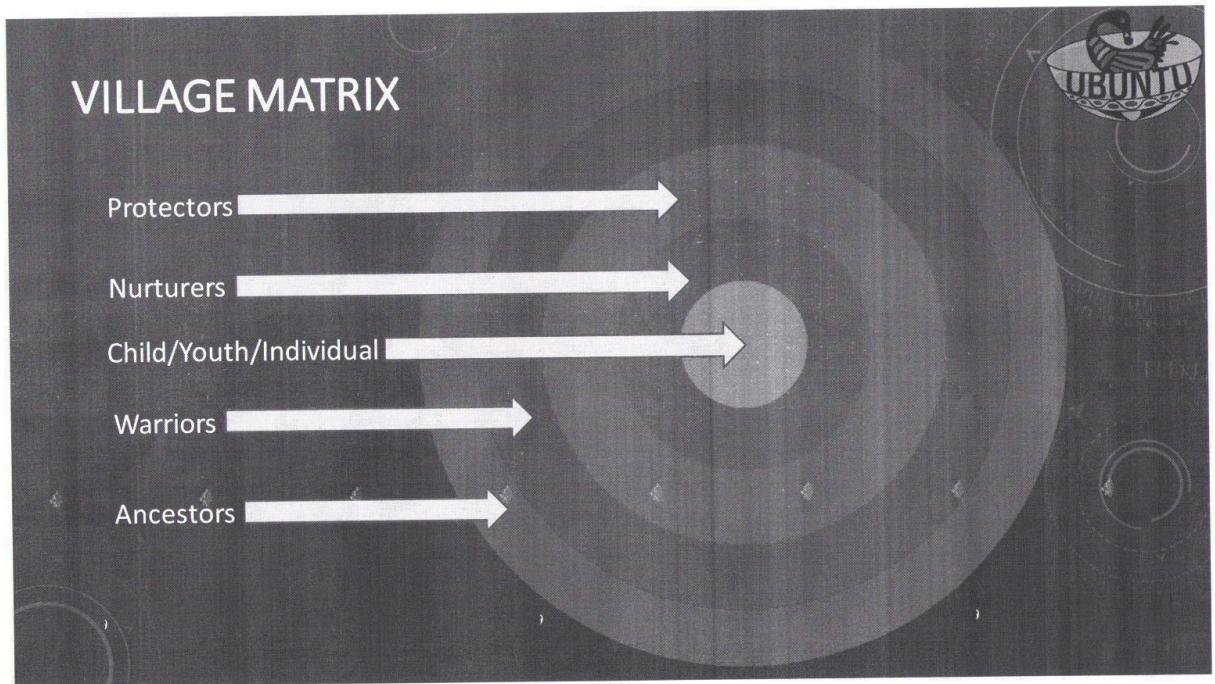 UBUNTU
VILLAGE MATRIX
Protectors
Nurturers
Child/Youth/Individual
Warriors
Ancestors